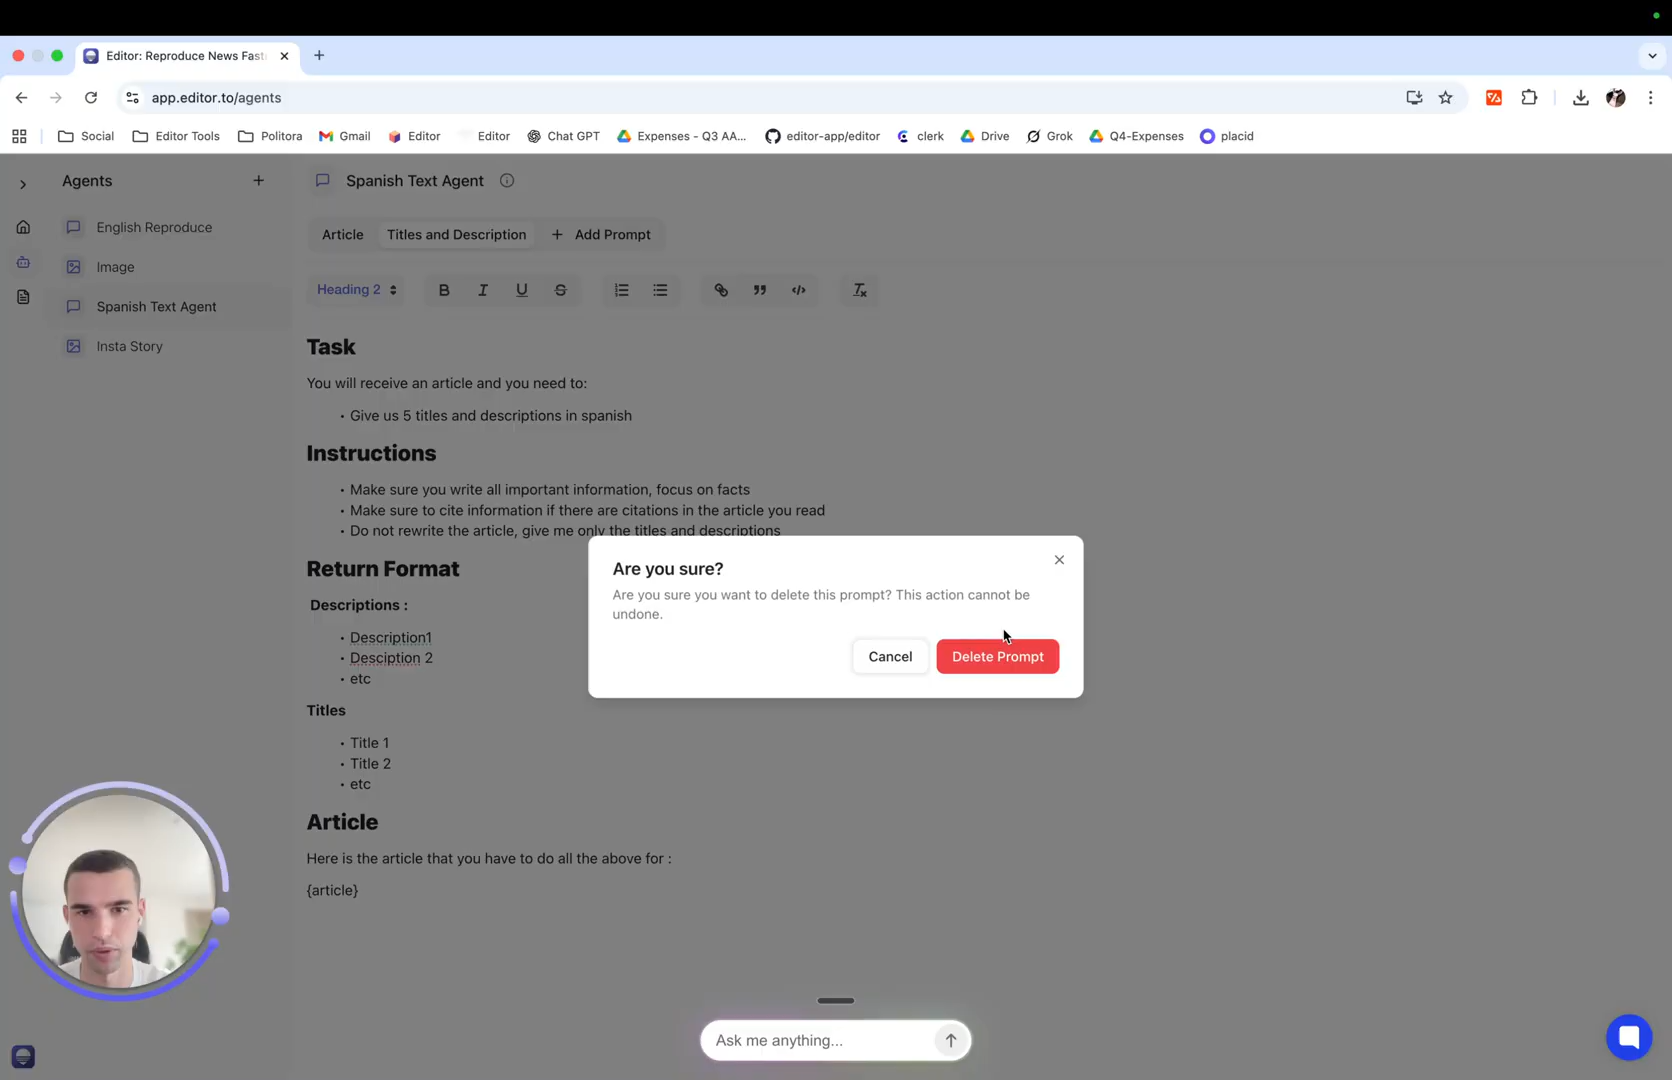 Editor: Reproduce News Fast
app.editor.to/agents
Social
Editor Tools
Politora
Gmail
Editor
Editor
Chat GPT
Expenses - Q3 AA...
editor-app/editor
clerk
Drive
Grok
Q4-Expenses
placid
Agents
English Reproduce
Image
Spanish Text Agent
Insta Story
Spanish Text Agent
Article
Titles and Description
Add Prompt
Heading 2
Task
You will receive an article and you need to:
• Give us 5 titles and descriptions in spanish
Instructions
• Make sure you write all important information, focus on facts
• Make sure to cite information if there are citations in the article you read
• Do not rewrite the article, give me only the titles and descriptions
Return Format
Descriptions :
• Description1
• Desciption 2
• etc
Titles
• Title 1
• Title 2
• etc
Article
Here is the article that you have to do all the above for :
{article}
Are you sure?
Are you sure you want to delete this prompt? This action cannot be
undone.
Cancel
Delete Prompt
Ask me anything...